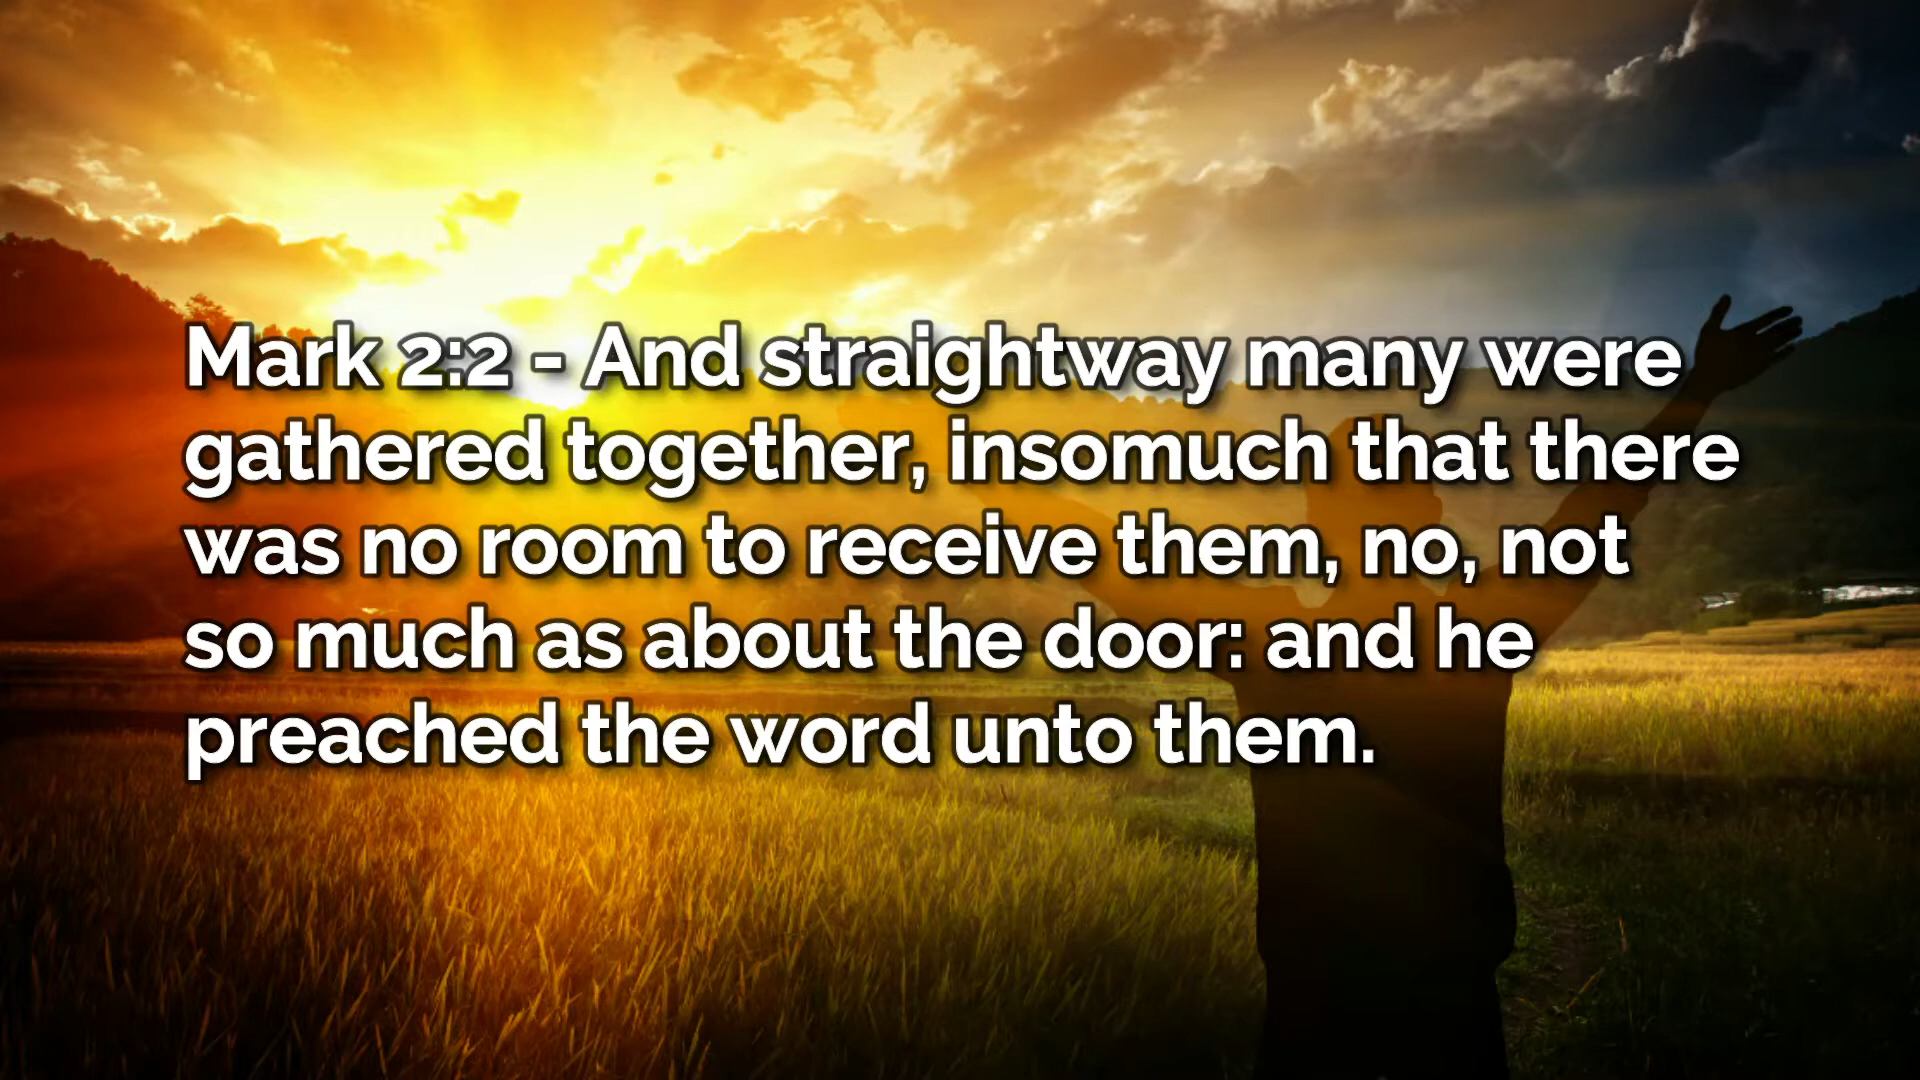 Mark 2:2 - And straightway many were
gathered together, insomuch that there
was no room to receive them, no, not
so much as about the door: and he
preached the word unto them.